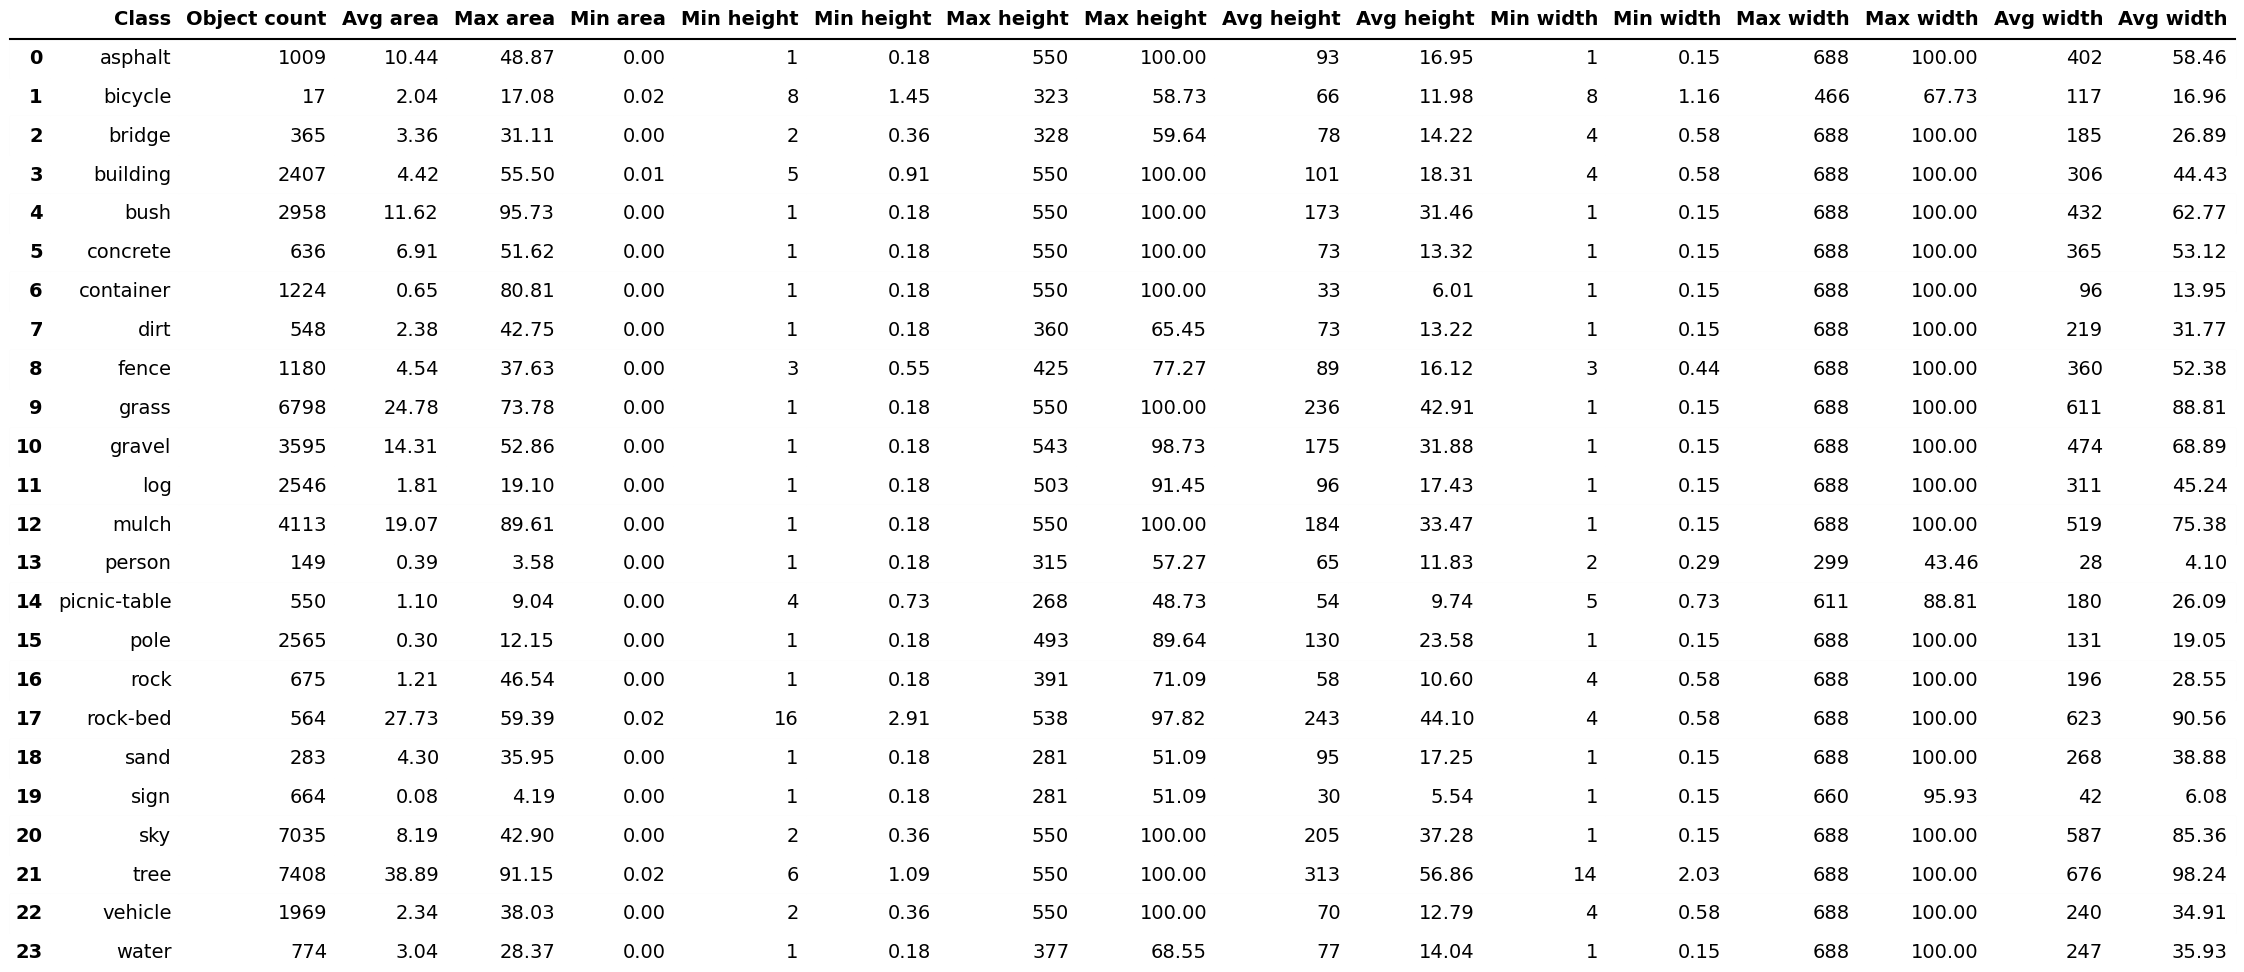 Class Object count Avg area Max area Min area Min height Min height Max height Max height Avg height Avg height Min width Min width Max width Max width Avg width Avg width
0 asphalt 1009 10.44 48.87 0.00 1 0.18 550 100.00 93 16.95 1 0.15 688 100.00 402 58.46
1 bicycle 17 2.04 17.08 0.02 8 1.45 323 58.73 66 11.98 8 1.16 466 67.73 117 16.96
2 bridge 365 3.36 31.11 0.00 2 0.36 328 59.64 78 14.22 4 0.58 688 100.00 185 26.89
3 building 2407 4.42 55.50 0.01 5 0.91 550 100.00 101 18.31 4 0.58 688 100.00 306 44.43
4 bush 2958 11.62 95.73 0.00 1 0.18 550 100.00 173 31.46 1 0.15 688 100.00 432 62.77
5 concrete 636 6.91 51.62 0.00 1 0.18 550 100.00 73 13.32 1 0.15 688 100.00 365 53.12
6 container 1224 0.65 80.81 0.00 1 0.18 550 100.00 33 6.01 1 0.15 688 100.00 96 13.95
7 dirt 548 2.38 42.75 0.00 1 0.18 360 65.45 73 13.22 1 0.15 688 100.00 219 31.77
8 fence 1180 4.54 37.63 0.00 3 0.55 425 77.27 89 16.12 3 0.44 688 100.00 360 52.38
9 grass 6798 24.78 73.78 0.00 1 0.18 550 100.00 236 42.91 1 0.15 688 100.00 611 88.81
10 gravel 3595 14.31 52.86 0.00 1 0.18 543 98.73 175 31.88 1 0.15 688 100.00 474 68.89
11 log 2546 1.81 19.10 0.00 1 0.18 503 91.45 96 17.43 1 0.15 688 100.00 311 45.24
12 mulch 4113 19.07 89.61 0.00 1 0.18 550 100.00 184 33.47 1 0.15 688 100.00 519 75.38
13 person 149 0.39 3.58 0.00 1 0.18 315 57.27 65 11.83 2 0.29 299 43.46 28 4.10
14 picnic-table 550 1.10 9.04 0.00 4 0.73 268 48.73 54 9.74 5 0.73 611 88.81 180 26.09
15 pole 2565 0.30 12.15 0.00 1 0.18 493 89.64 130 23.58 1 0.15 688 100.00 131 19.05
16 rock 675 1.21 46.54 0.00 1 0.18 391 71.09 58 10.60 4 0.58 688 100.00 196 28.55
17 rock-bed 564 27.73 59.39 0.02 16 2.91 538 97.82 243 44.10 4 0.58 688 100.00 623 90.56
18 sand 283 4.30 35.95 0.00 1 0.18 281 51.09 95 17.25 1 0.15 688 100.00 268 38.88
19 sign 664 0.08 4.19 0.00 1 0.18 281 51.09 30 5.54 1 0.15 660 95.93 42 6.08
20 sky 7035 8.19 42.90 0.00 2 0.36 550 100.00 205 37.28 1 0.15 688 100.00 587 85.36
21 tree 7408 38.89 91.15 0.02 6 1.09 550 100.00 313 56.86 14 2.03 688 100.00 676 98.24
22 vehicle 1969 2.34 38.03 0.00 2 0.36 550 100.00 70 12.79 4 0.58 688 100.00 240 34.91
23 water 774 3.04 28.37 0.00 1 0.18 377 68.55 77 14.04 1 0.15 688 100.00 247 35.93